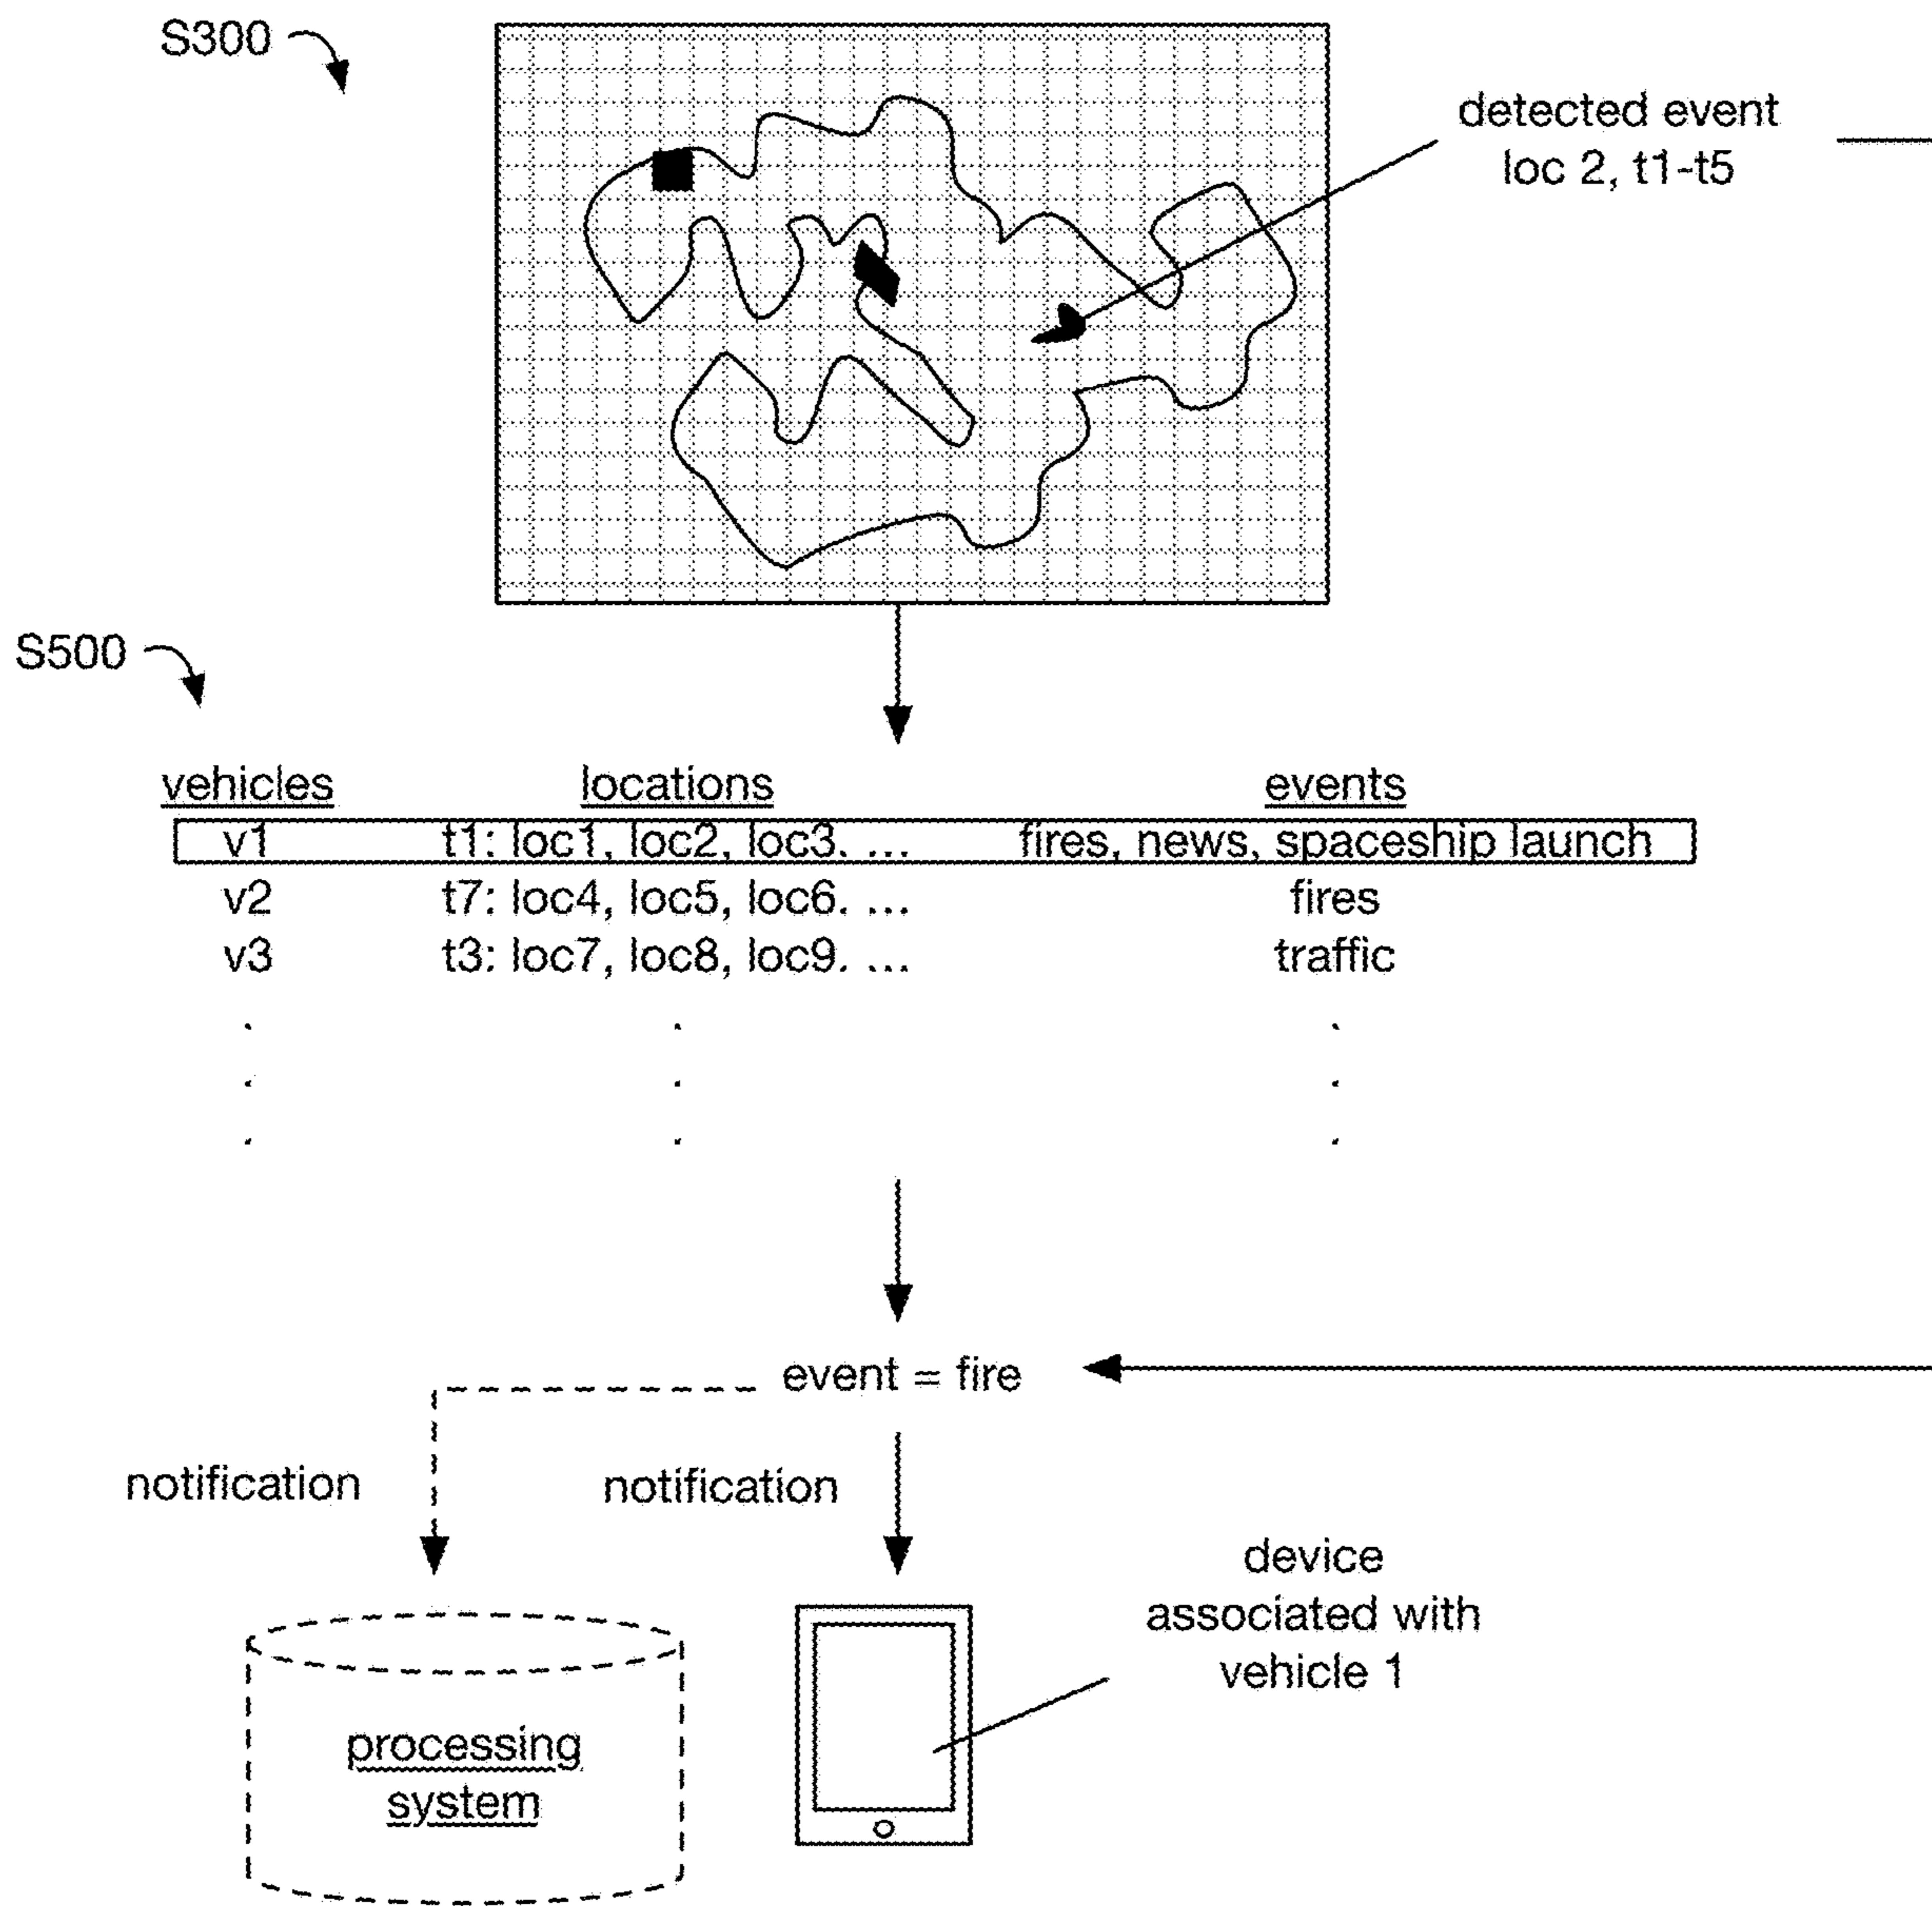 S300
detected event
loc 2, t1-t5
S500
vehicles locations events
v1 t1: loc1, loc2, loc3. ... fires, news, spaceship launch
v2 t7: loc4, loc5, loc6. ... fires
v3 t3: loc7, loc8, loc9. ... traffic
. . .
. . .
. . .
event = fire
notification notification
device
associated with
vehicle 1
processing
system